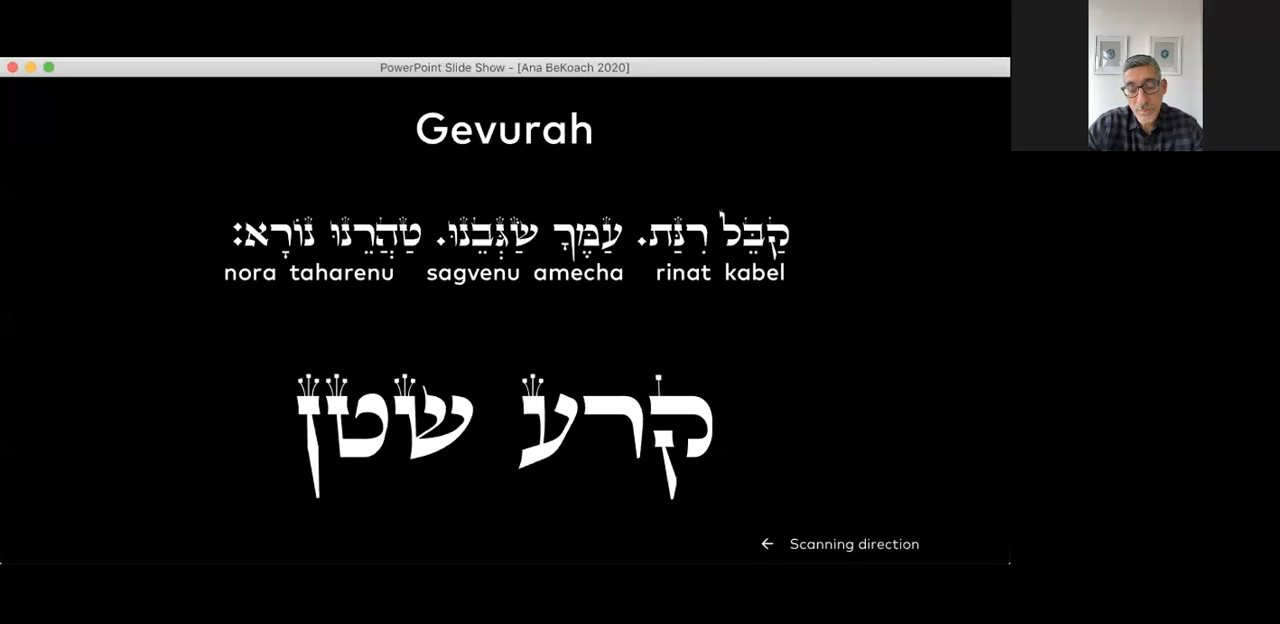 PowerPoint Slide Show - [Ana BeKoach 2020]
Gevurah
קַבֵּל רִנַּת. עַמֶּךָ שַׂגְּבֵנוּ. טַהֲרֵנוּ נוֹרָא:
nora taharenu sagvenu amecha rinat kabel
קרע שטן
← Scanning direction